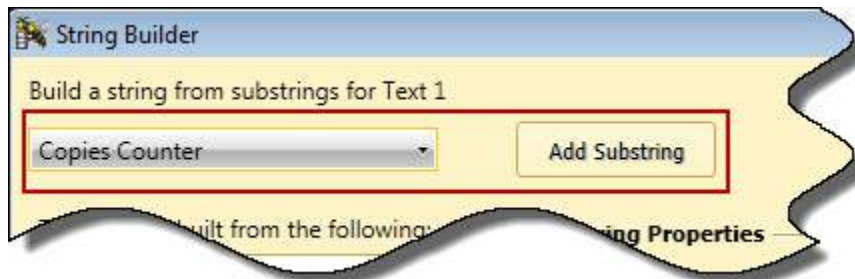 String Builder
Build a string from substrings for Text 1
Copies Counter Add Substring
built from the following: Properties